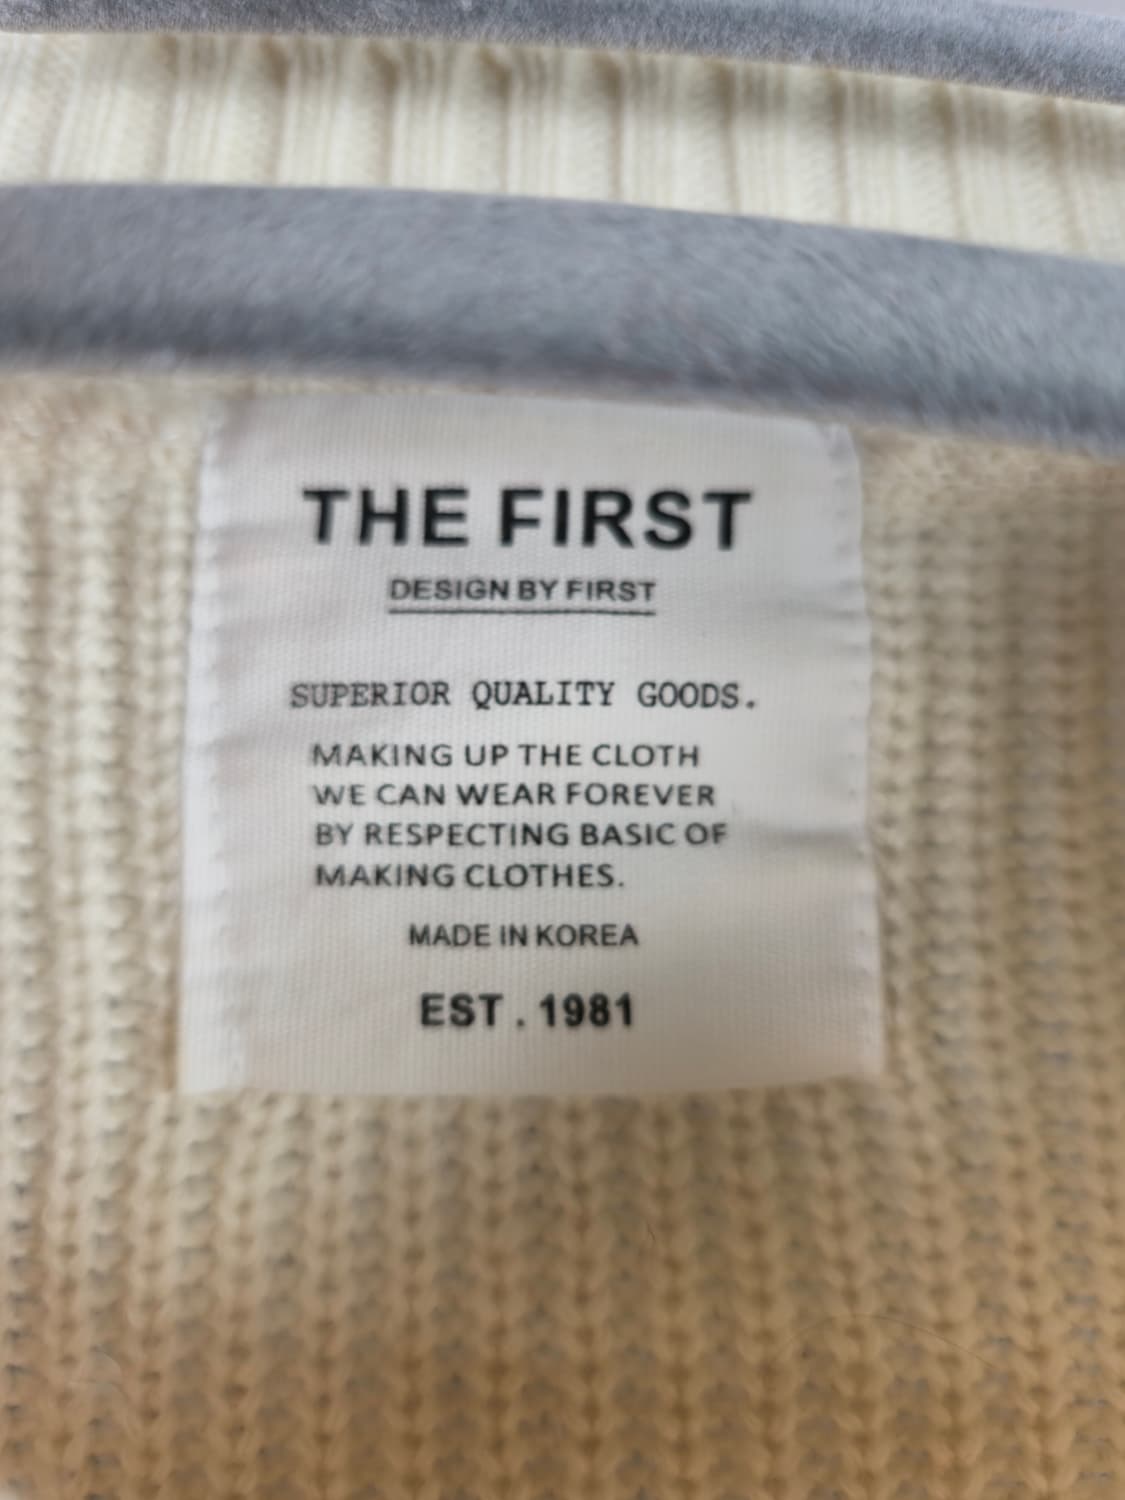 THE FIRST
DESIGN BY FIRST
SUPERIOR QUALITY GOODS.
MAKING UP THE CLOTH
WE CAN WEAR FOREVER
BY RESPECTING BASIC OF
MAKING CLOTHES.
MADE IN KOREA
EST . 1981